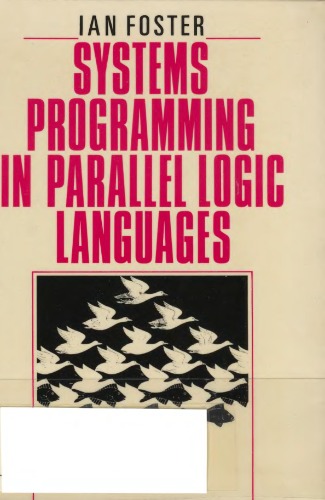 IAN FOSTER
SYSTEMS
PROGRAMMING
IN PARALLEL LOGIC
LANGUAGES